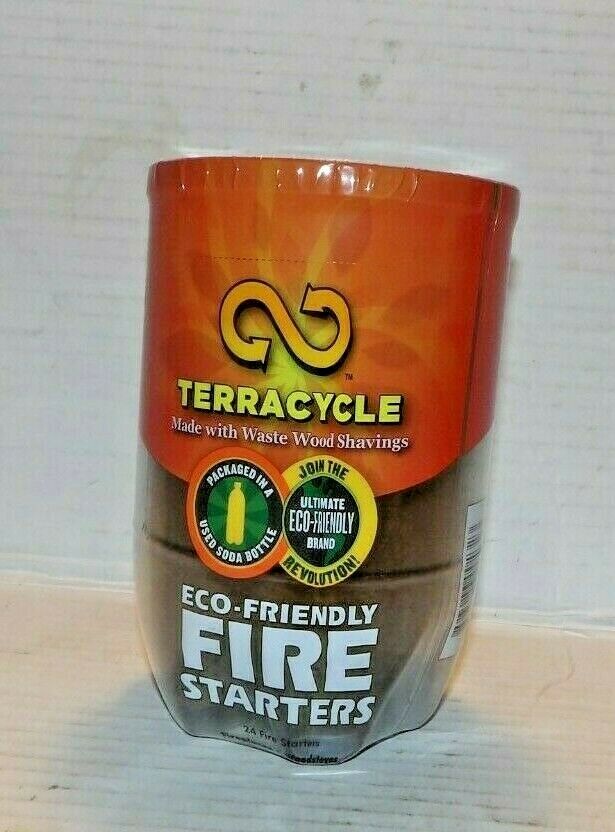 TERRACYCLE
TM
Made with Waste Wood Shavings
PACKAGED IN A
USED SODA BOTTLE
JOIN THE
ULTIMATE
ECO-FRIENDLY
BRAND
REVOLUTION!
ECO-FRIENDLY
FIRE
STARTERS
24 Fire Starters